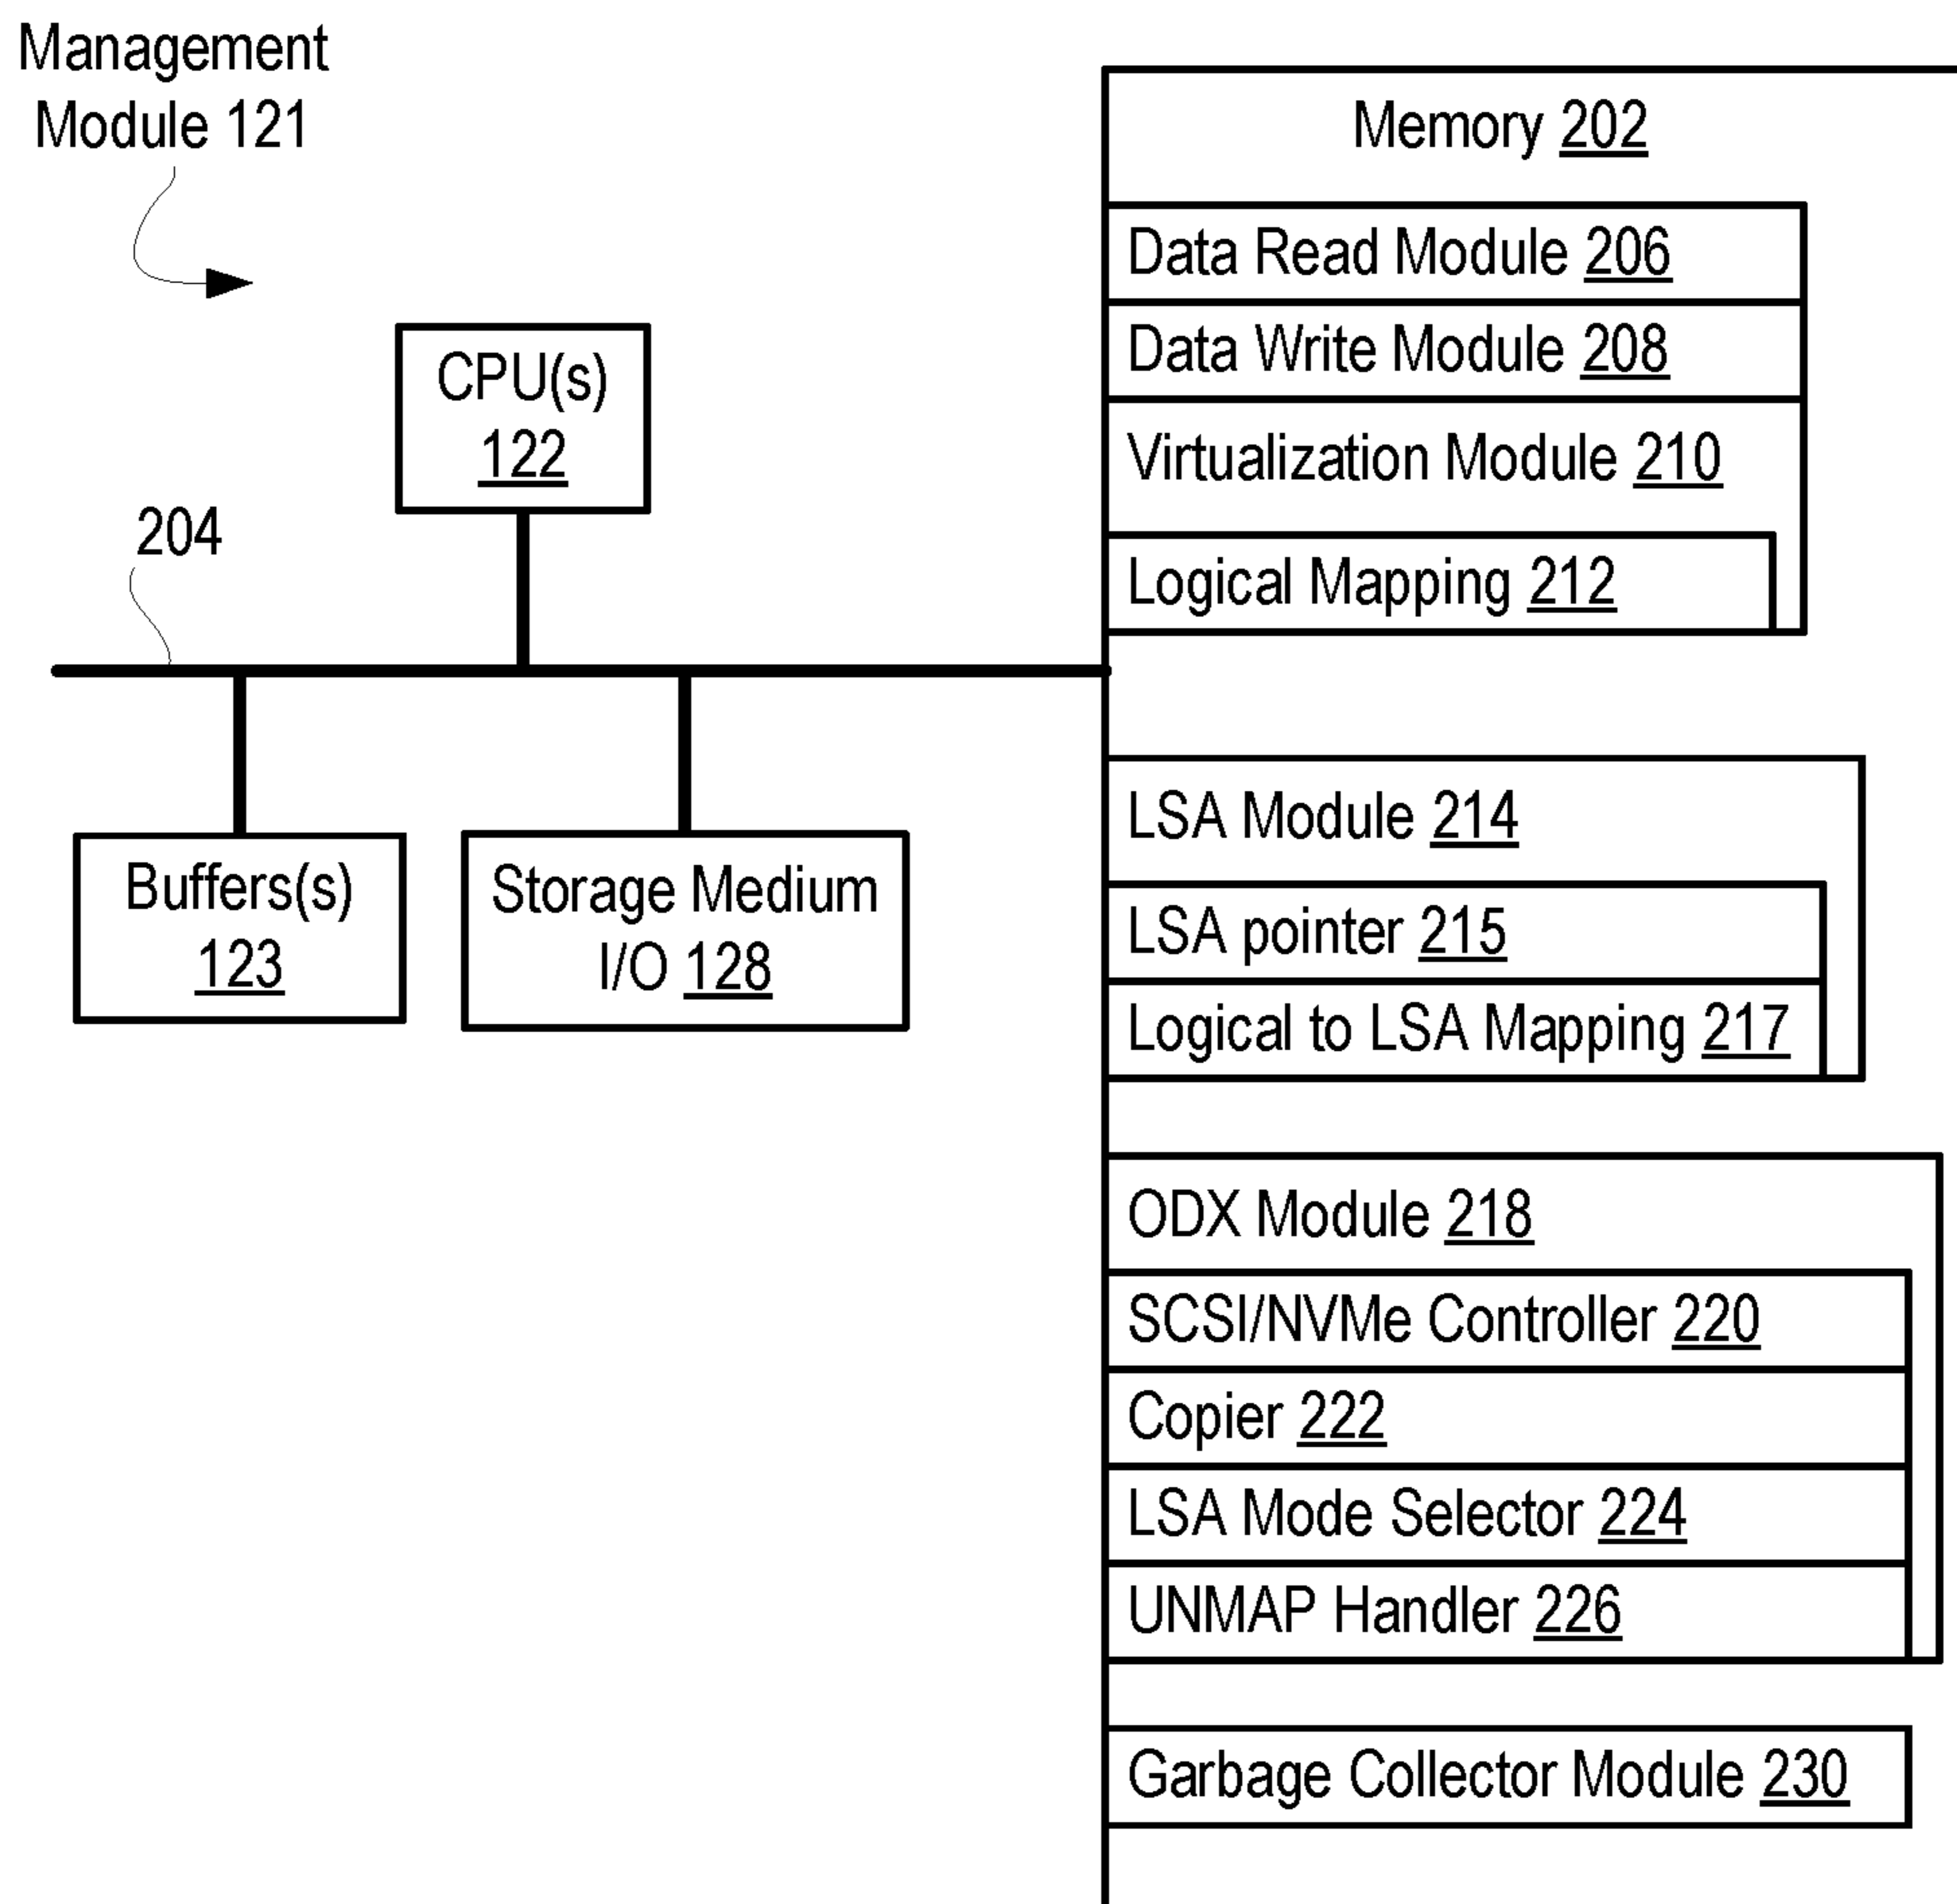 Management
Module 121
CPU(s)
122
204
Buffers(s)
123
Storage Medium
I/O 128
Memory 202
Data Read Module 206
Data Write Module 208
Virtualization Module 210
Logical Mapping 212
LSA Module 214
LSA pointer 215
Logical to LSA Mapping 217
ODX Module 218
SCSI/NVMe Controller 220
Copier 222
LSA Mode Selector 224
UNMAP Handler 226
Garbage Collector Module 230